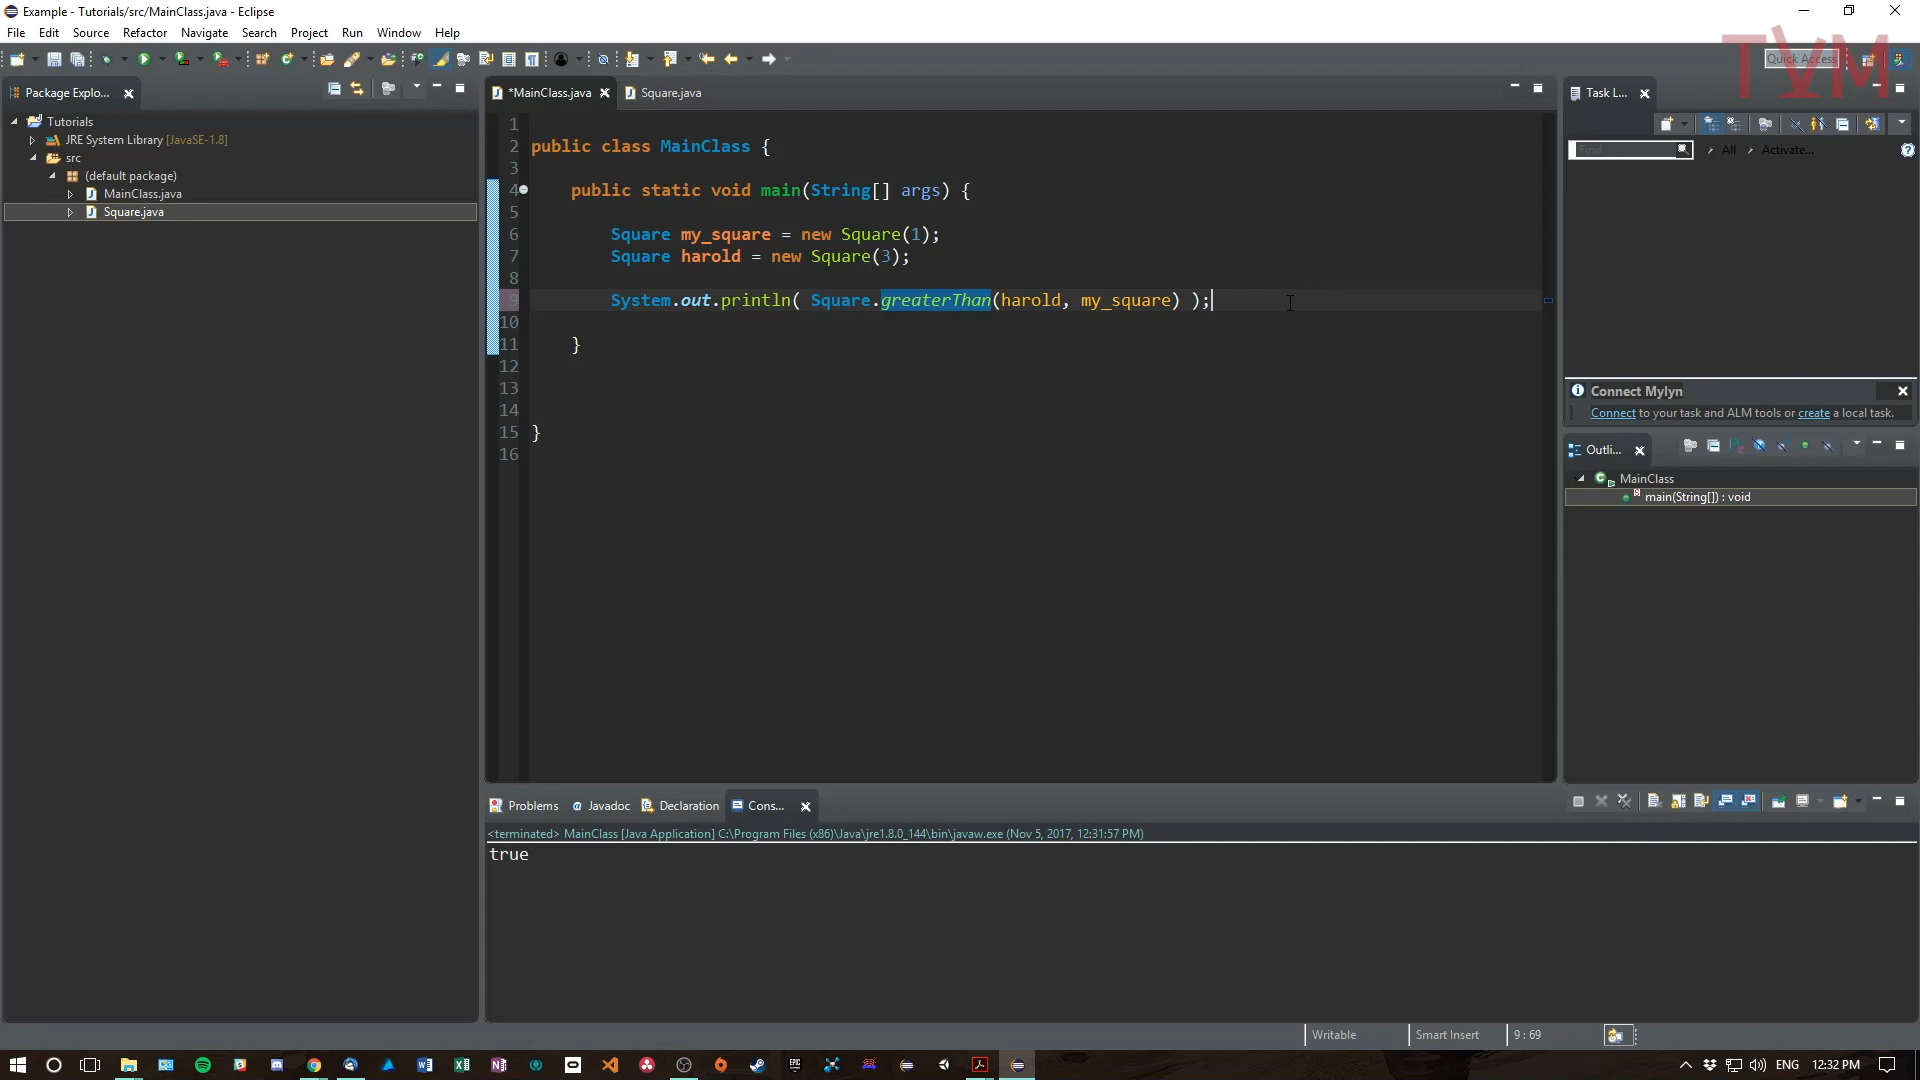 Example - Tutorials/src/MainClass.java - Eclipse
File Edit Source Refactor Navigate Search Project Run Window Help
TVM
Quick Access
Package Explo...
Tutorials
JRE System Library [JavaSE-1.8]
src
(default package)
MainClass.java
Square.java
*MainClass.java
Square.java
1
2 public class MainClass {
3
4 public static void main(String[] args) {
5
6 Square my_square = new Square(1);
7 Square harold = new Square(3);
8
9 System.out.println( Square.greaterThan(harold, my_square) );
10
11 }
12
13
14
15 }
16
Task L...
Find
All
Activate...
Connect Mylyn
Connect to your task and ALM tools or create a local task.
Outli...
MainClass
main(String[]) : void
Problems
Javadoc
Declaration
Cons...
<terminated> MainClass [Java Application] C:\Program Files (x86)\Java\jre1.8.0_144\bin\javaw.exe (Nov 5, 2017, 12:31:57 PM)
true
Writable
Smart Insert
9 : 69
ENG
12:32 PM